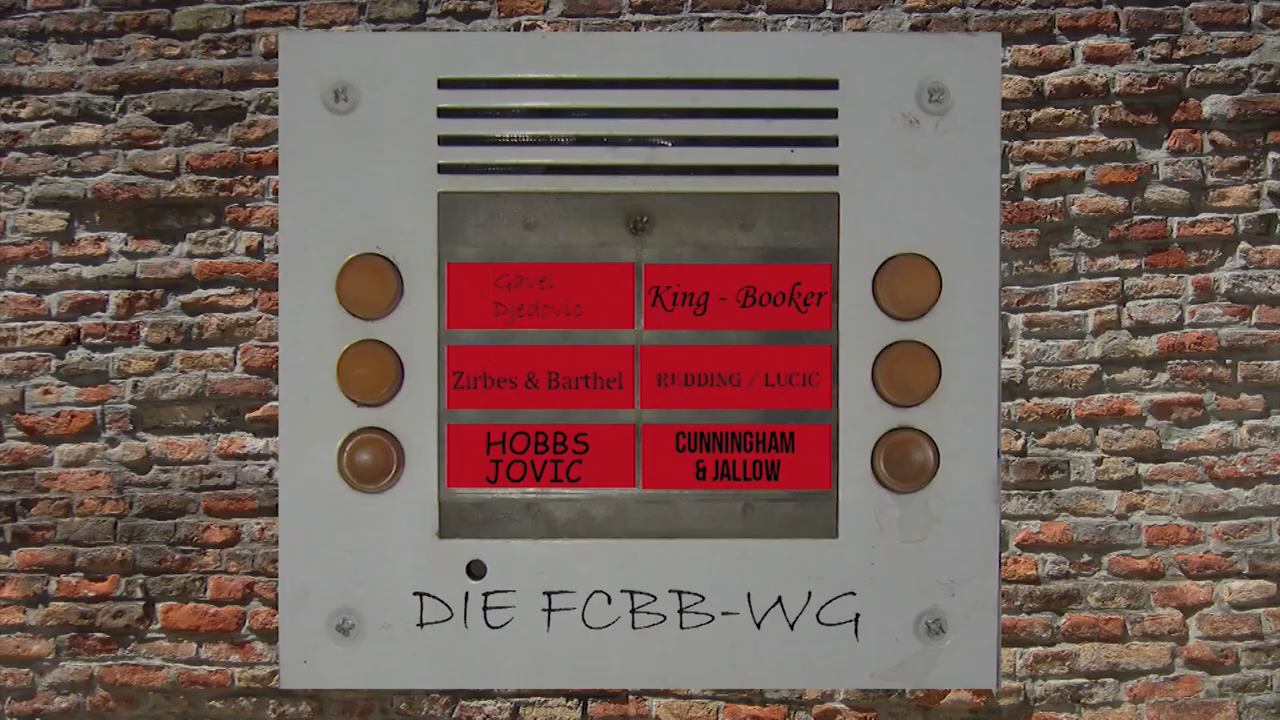 Gavel
Djedovic
King - Booker
Zirbes & Barthel
REDDING / LUCIC
HOBBS
JOVIC
CUNNINGHAM
& JALLOW
DIE FCBB-WG